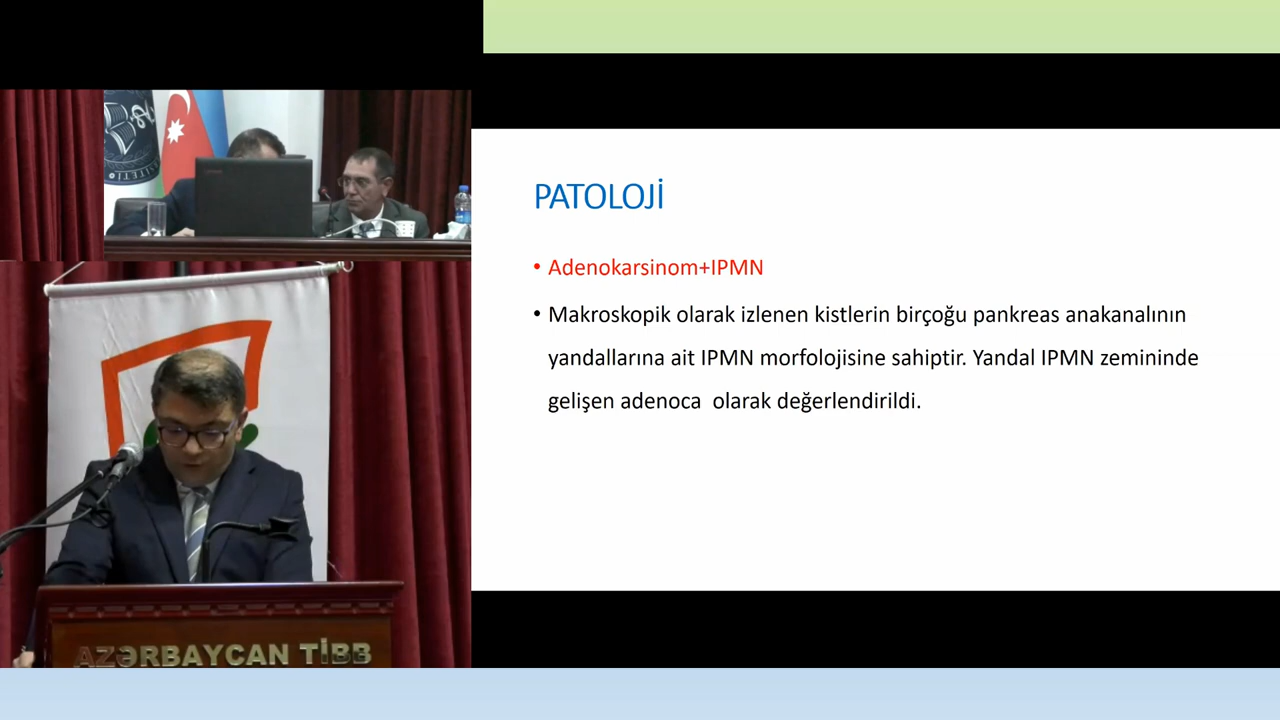 PATOLOJİ
• Adenokarsinom+IPMN
• Makroskopik olarak izlenen kistlerin birçoğu pankreas anakanalının
yandallarına ait IPMN morfolojisine sahiptir. Yandal IPMN zemininde
gelişen adenoca olarak değerlendirildi.
AZƏRBAYCAN TİBB